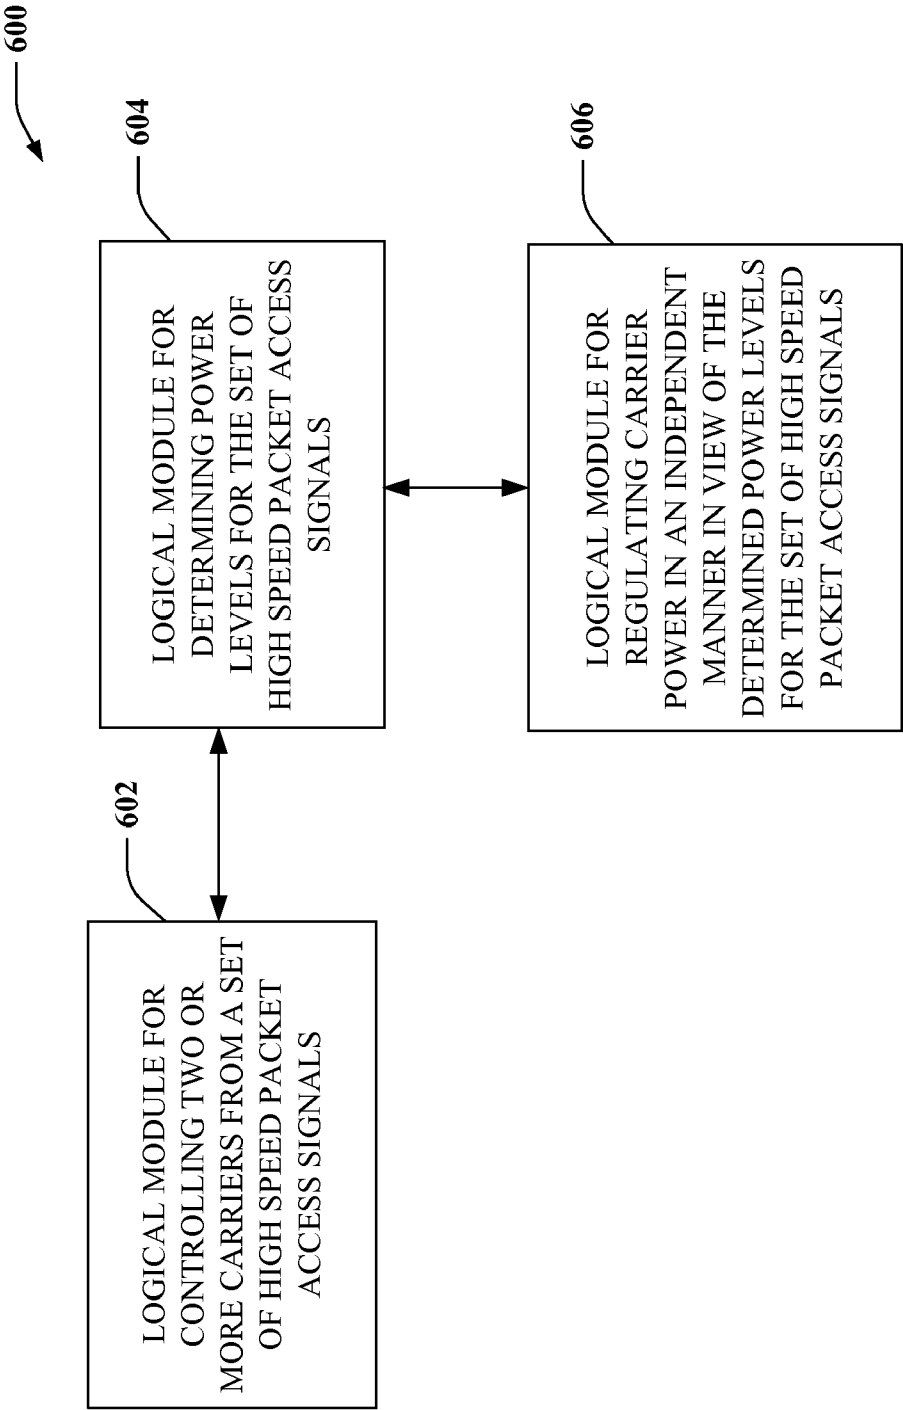 600
602
LOGICAL MODULE FOR
CONTROLLING TWO OR
MORE CARRIERS FROM A SET
OF HIGH SPEED PACKET
ACCESS SIGNALS
604
LOGICAL MODULE FOR
DETERMINING POWER
LEVELS FOR THE SET OF
HIGH SPEED PACKET ACCESS
SIGNALS
606
LOGICAL MODULE FOR
REGULATING CARRIER
POWER IN AN INDEPENDENT
MANNER IN VIEW OF THE
DETERMINED POWER LEVELS
FOR THE SET OF HIGH SPEED
PACKET ACCESS SIGNALS